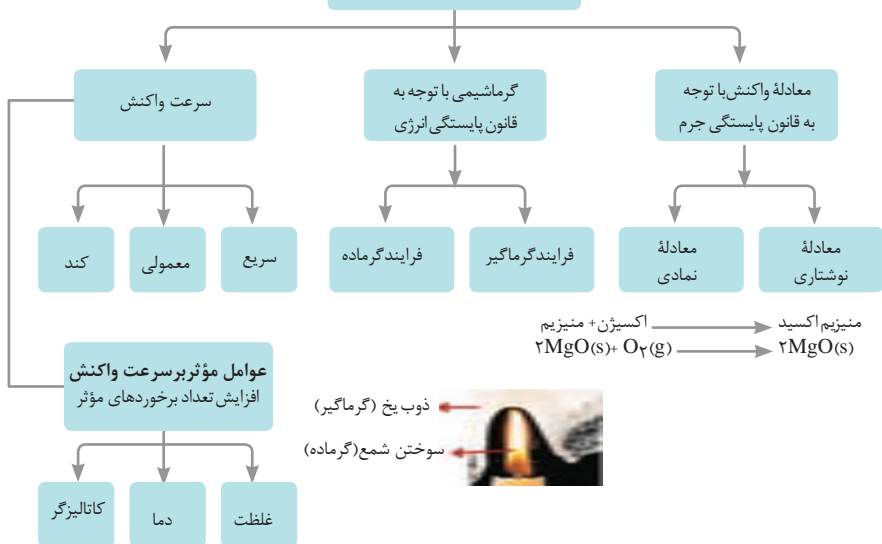 معادلهٔ واکنش با توجه
به قانون پایستگی جرم
گرماشیمی با توجه به
قانون پایستگی انرژی
سرعت واکنش
معادلهٔ
نوشتاری
معادلهٔ
نمادی
فرایند گرماگیر
فرایند گرماده
سریع
معمولی
کند
منیزیم اکسید ⟵ اکسیژن + منیزیم
۲MgO(s)+ O۲(g) ⟶ ۲MgO(s)
عوامل مؤثر بر سرعت واکنش
افزایش تعداد برخوردهای مؤثر
ذوب یخ (گرماگیر)
سوختن شمع (گرماده)
غلظت
دما
کاتالیزگر